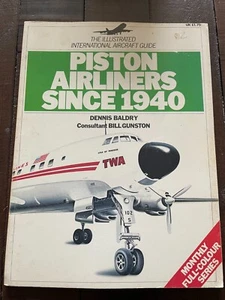 THE ILLUSTRATED
INTERNATIONAL AIRCRAFT GUIDE
PISTON
AIRLINERS
SINCE 1940
DENNIS BALDRY
Consultant BILL GUNSTON
TWA
102
S
MONTHLY
FULL-COLOUR
SERIES